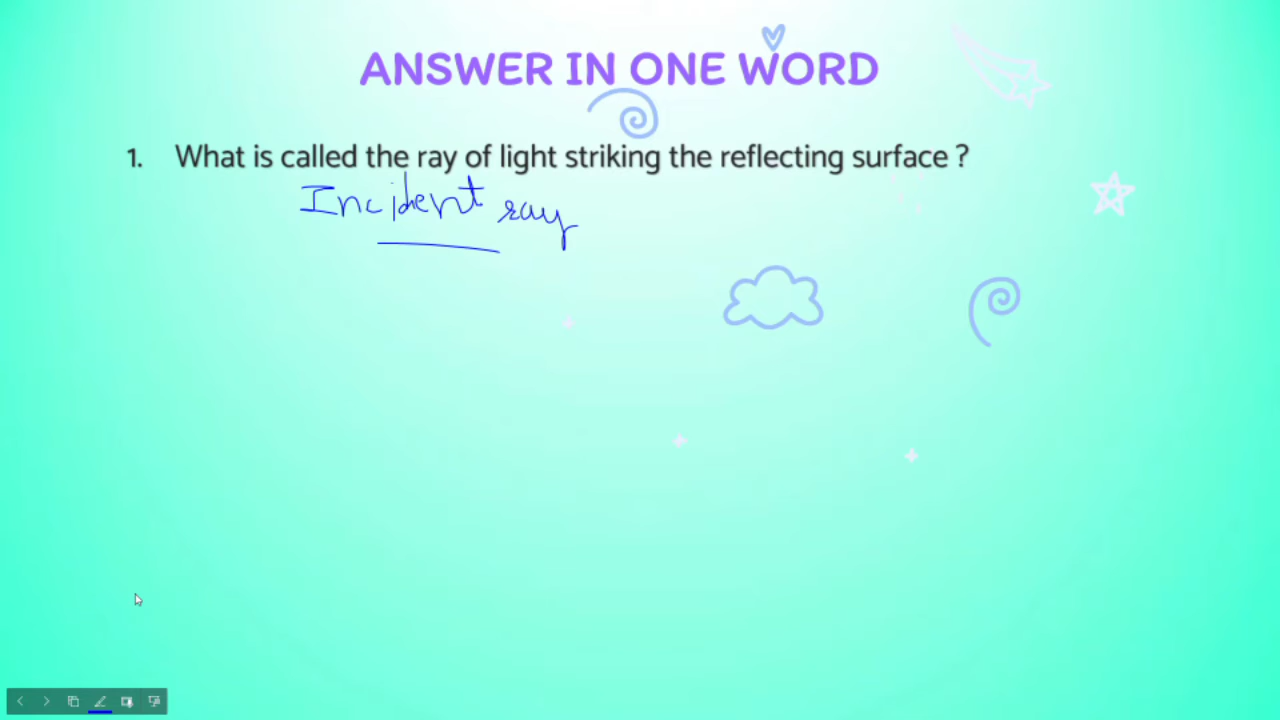 ANSWER IN ONE WORD
1. What is called the ray of light striking the reflecting surface ?
Incident ray